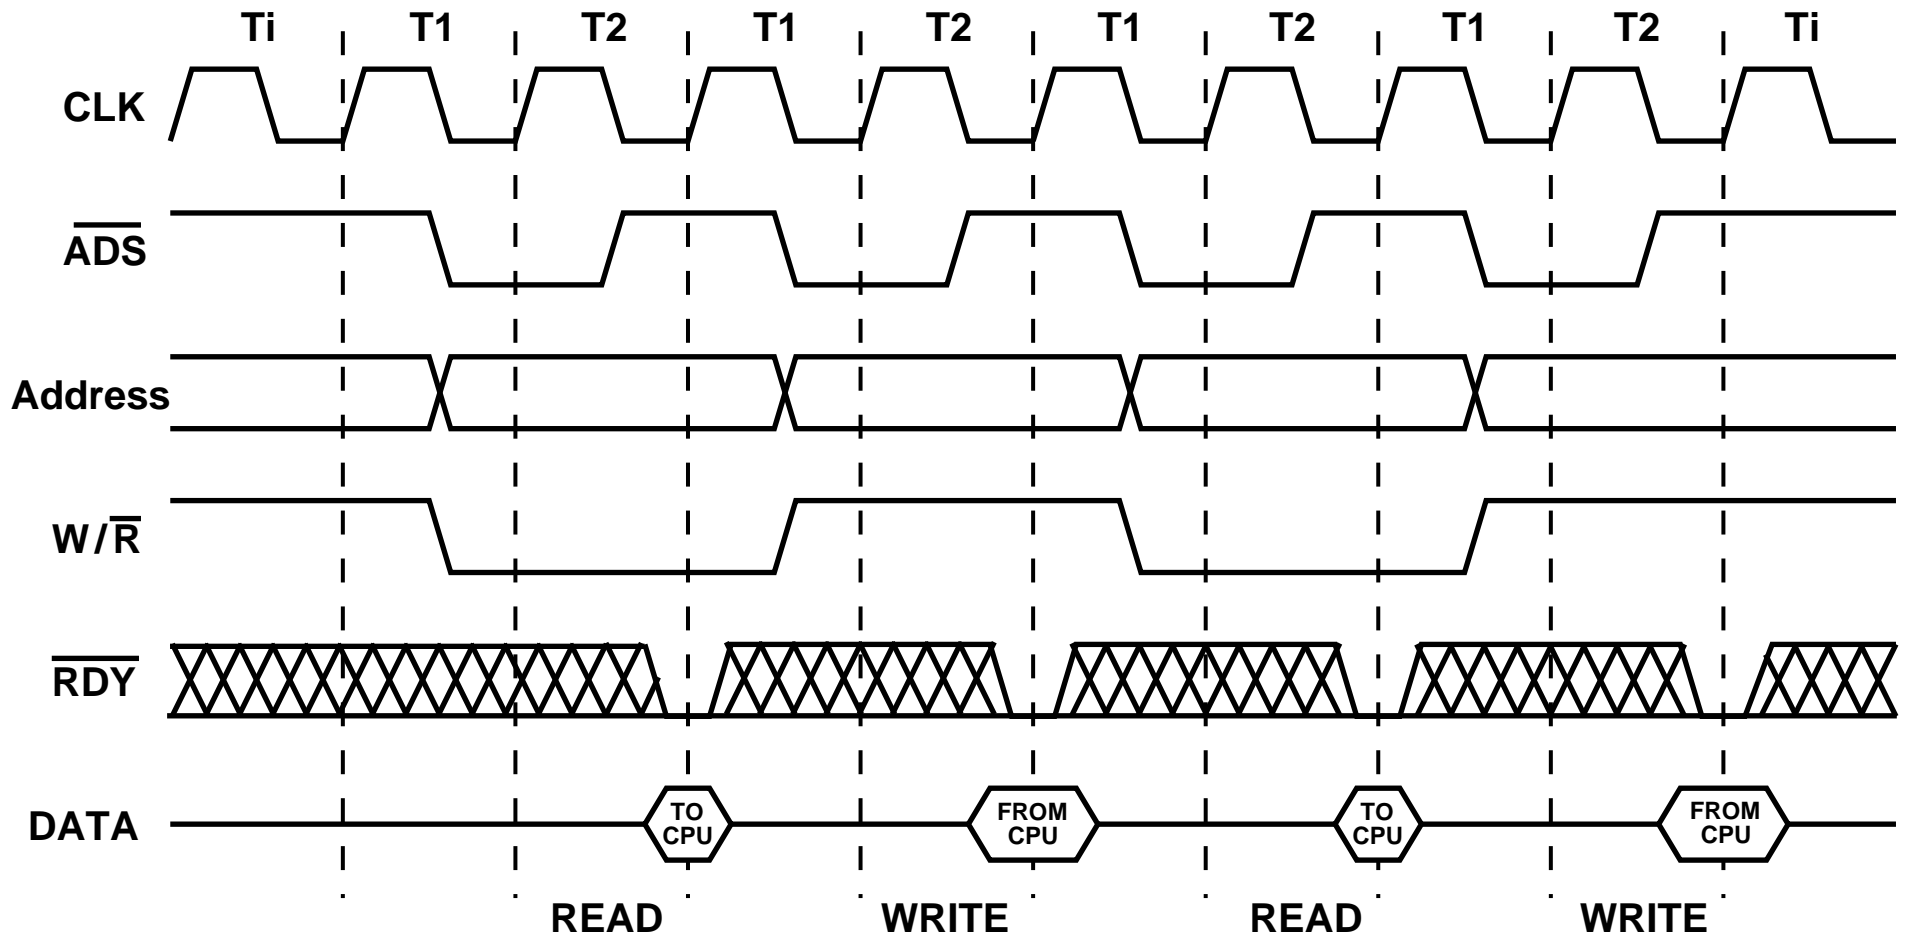 Ti T1 T2 T1 T2 T1 T2 T1 T2 Ti
CLK
ADS
Address
W/R
RDY
TO CPU FROM CPU TO CPU FROM CPU
DATA
READ WRITE READ WRITE